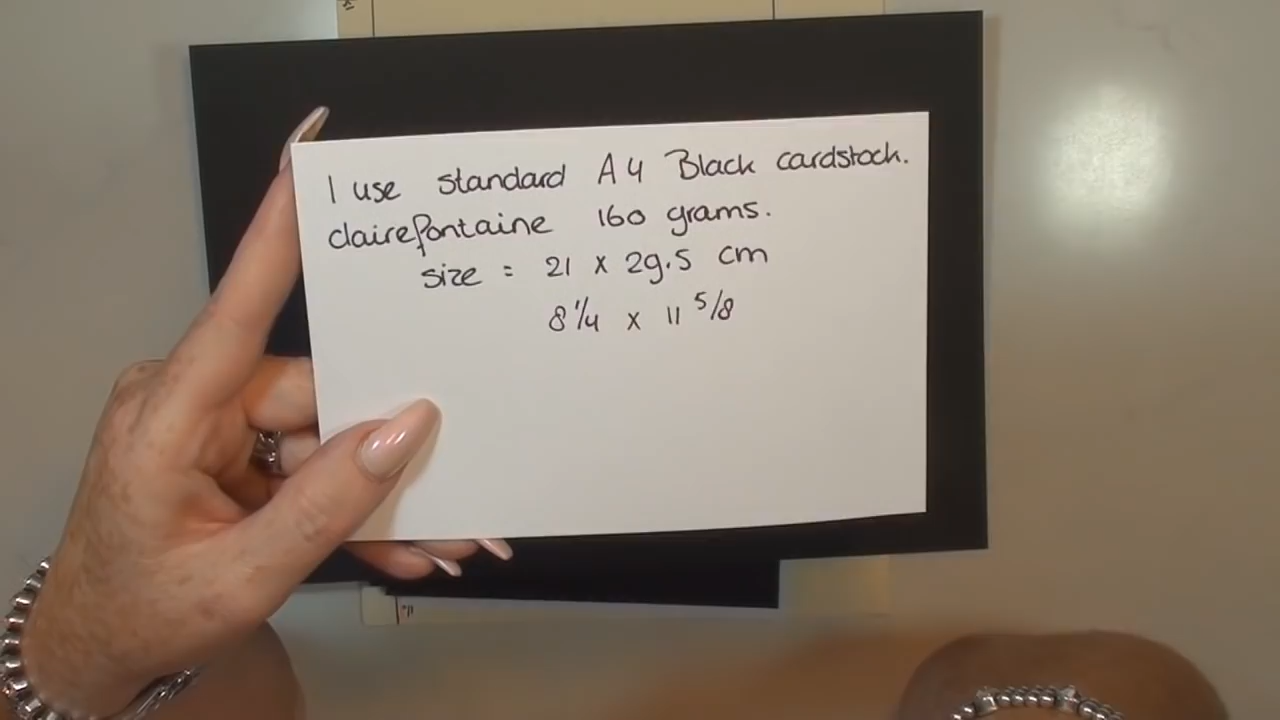 I use standard A4 Black cardstock.
clairefontaine 160 grams.
size = 21 x 29.5 cm
8 1/4 x 11 5/8